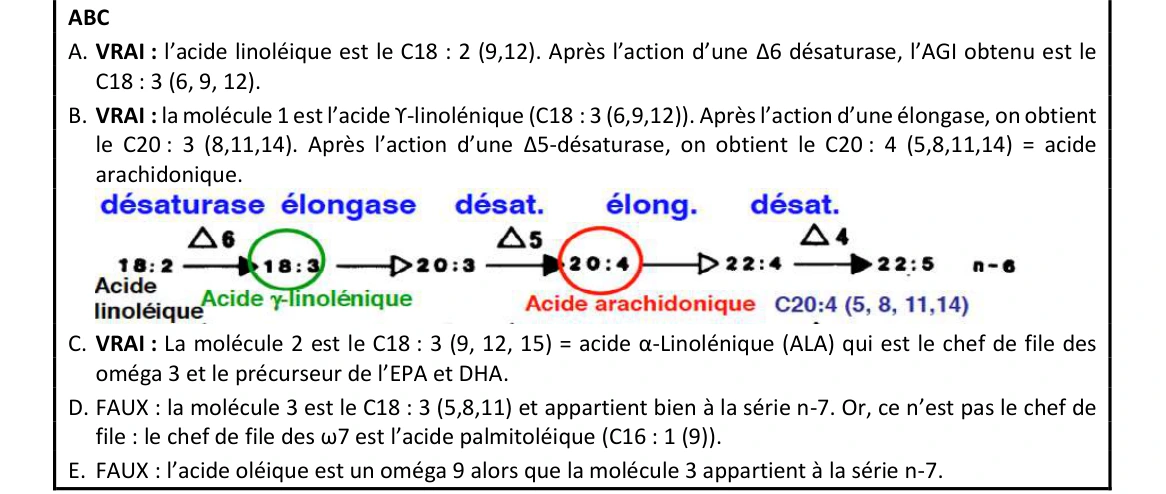 ABC
A. VRAI : l’acide linoléique est le C18 : 2 (9,12). Après l’action d’une Δ6 désaturase, l’AGI obtenu est le
C18 : 3 (6, 9, 12).
B. VRAI : la molécule 1 est l’acide ϒ-linolénique (C18 : 3 (6,9,12)). Après l’action d’une élongase, on obtient
le C20 : 3 (8,11,14). Après l’action d’une Δ5-désaturase, on obtient le C20 : 4 (5,8,11,14) = acide
arachidonique.
désaturase élongase désat. élong. désat.
△6 △5 △4
18:2 18:3 20:3 20:4 22:4 22:5 n-6
Acide
linoléique Acide γ-linolénique Acide arachidonique C20:4 (5, 8, 11,14)
C. VRAI : La molécule 2 est le C18 : 3 (9, 12, 15) = acide α-Linolénique (ALA) qui est le chef de file des
oméga 3 et le précurseur de l’EPA et DHA.
D. FAUX : la molécule 3 est le C18 : 3 (5,8,11) et appartient bien à la série n-7. Or, ce n’est pas le chef de
file : le chef de file des ω7 est l’acide palmitoléique (C16 : 1 (9)).
E. FAUX : l’acide oléique est un oméga 9 alors que la molécule 3 appartient à la série n-7.